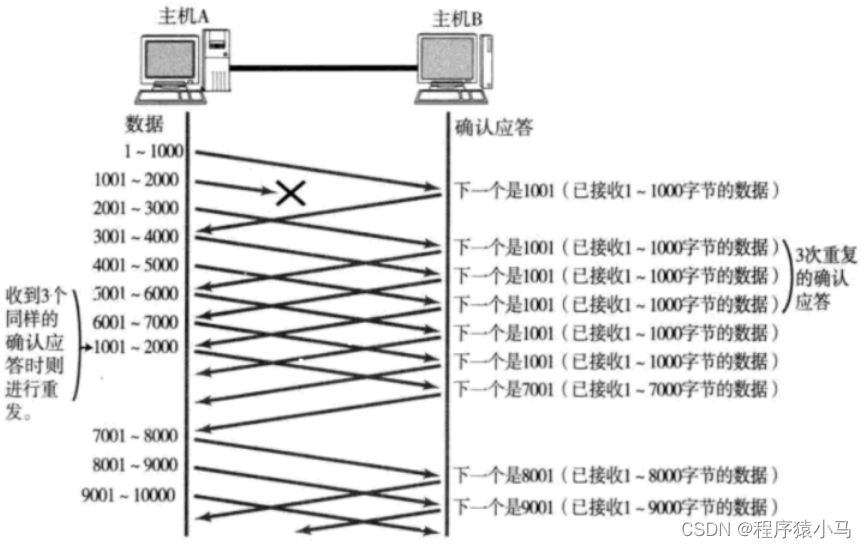 主机A
主机B
数据
确认应答
1～1000
1001～2000
2001～3000
3001～4000
4001～5000
5001～6000
6001～7000
1001～2000
7001～8000
8001～9000
9001～10000
收到3个
同样的
确认应
答时则
进行重
发。
下一个是1001（已接收1～1000字节的数据）
下一个是1001（已接收1～1000字节的数据）
下一个是1001（已接收1～1000字节的数据）
下一个是1001（已接收1～1000字节的数据）
下一个是1001（已接收1～1000字节的数据）
下一个是1001（已接收1～1000字节的数据）
下一个是7001（已接收1～7000字节的数据）
下一个是8001（已接收1～8000字节的数据）
下一个是9001（已接收1～9000字节的数据）
3次重复
的确认
应答
CSDN @程序猿小马